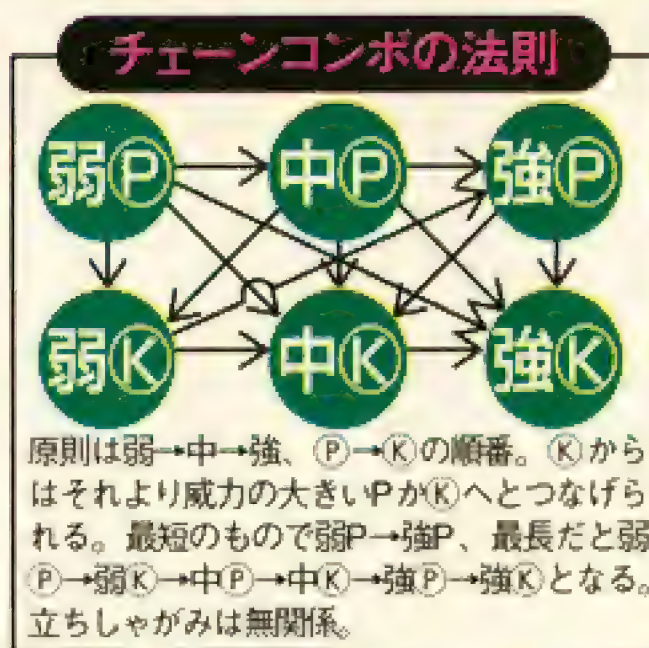 チェーンコンボの法則
弱Ⓟ 中Ⓟ 強Ⓟ
弱Ⓚ 中Ⓚ 強Ⓚ
原則は弱→中→強、Ⓟ→Ⓚの順番。Ⓚから
はそれより威力の大きいPかⓀへとつなげら
れる。最短のもので弱P→強P、最長だと弱
Ⓟ→弱Ⓚ→中Ⓟ→中Ⓚ→強Ⓟ→強Ⓚとなる。
立ちしゃがみは無関係。